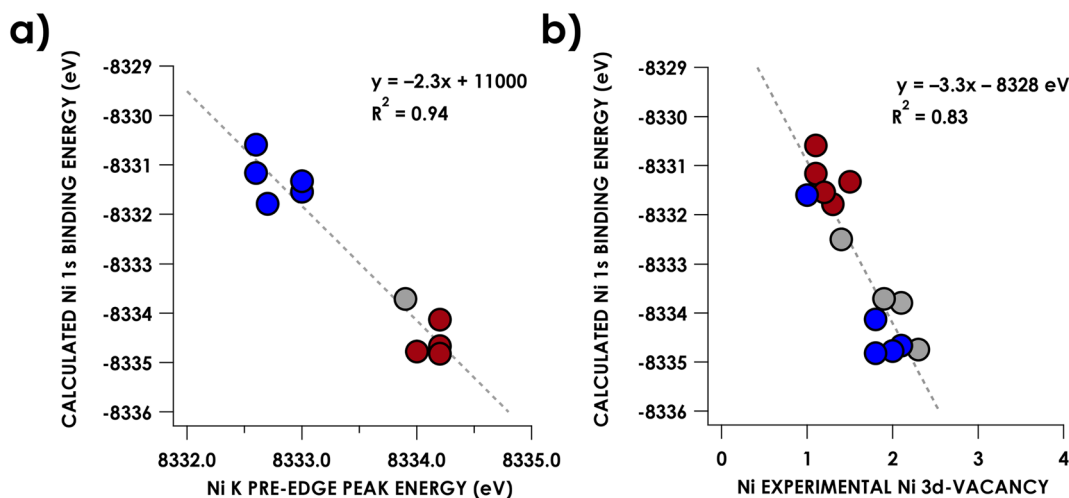 a)
CALCULATED Ni 1s BINDING ENERGY (eV)
-8329
-8330
-8331
-8332
-8333
-8334
-8335
-8336
y = –2.3x + 11000
R² = 0.94
8332.0
8333.0
8334.0
8335.0
Ni K PRE-EDGE PEAK ENERGY (eV)
b)
CALCULATED Ni 1s BINDING ENERGY (eV)
-8329
-8330
-8331
-8332
-8333
-8334
-8335
-8336
y = –3.3x – 8328 eV
R² = 0.83
0
1
2
3
4
Ni EXPERIMENTAL Ni 3d-VACANCY